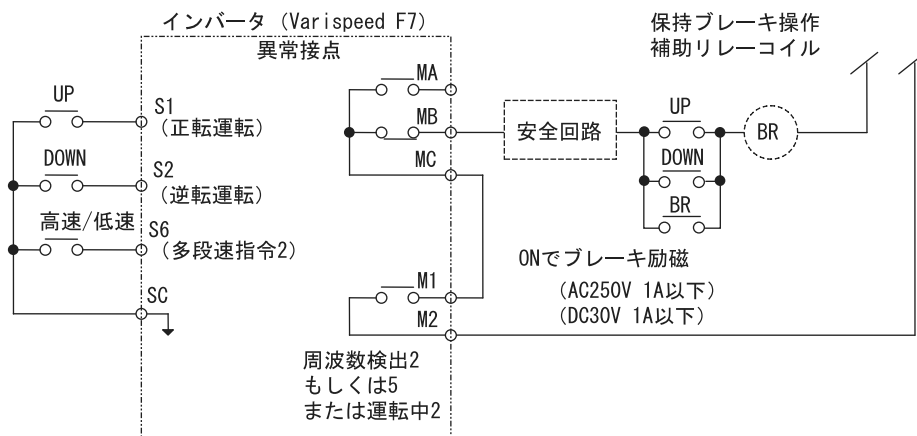 インバータ (Varispeed F7)
異常接点
保持ブレーキ操作
補助リレーコイル
UP
S1
(正転運転)
DOWN
S2
(逆転運転)
高速/低速
S6
(多段速指令2)
SC
MA
MB
MC
安全回路
UP
DOWN
BR
BR
ONでブレーキ励磁
(AC250V 1A以下)
(DC30V 1A以下)
M1
M2
周波数検出2
もしくは5
または運転中2